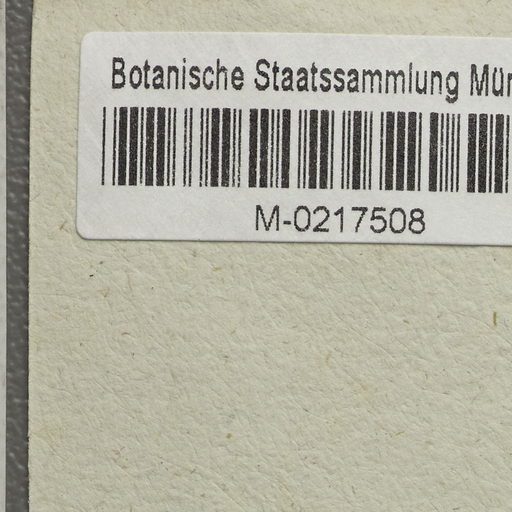 Botanische Staatssammlung Mün
M-0217508